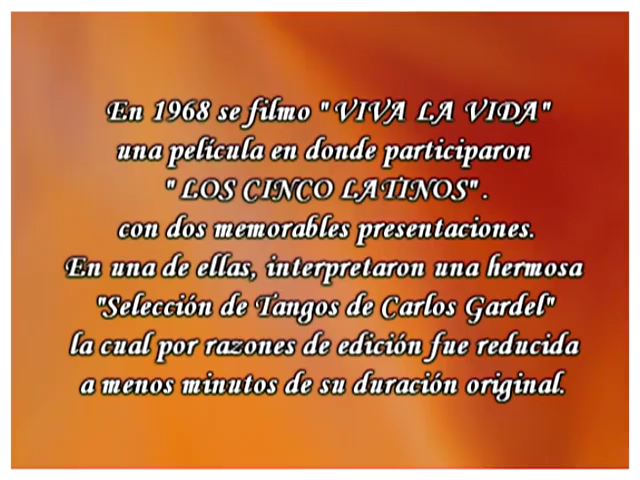 En 1968 se filmo "VIVA LA VIDA"
una película en donde participaron
"LOS CINCO LATINOS".
con dos memorables presentaciones.
En una de ellas, interpretaron una hermosa
"Selección de Tangos de Carlos Gardel"
la cual por razones de edición fue reducida
a menos minutos de su duración original.